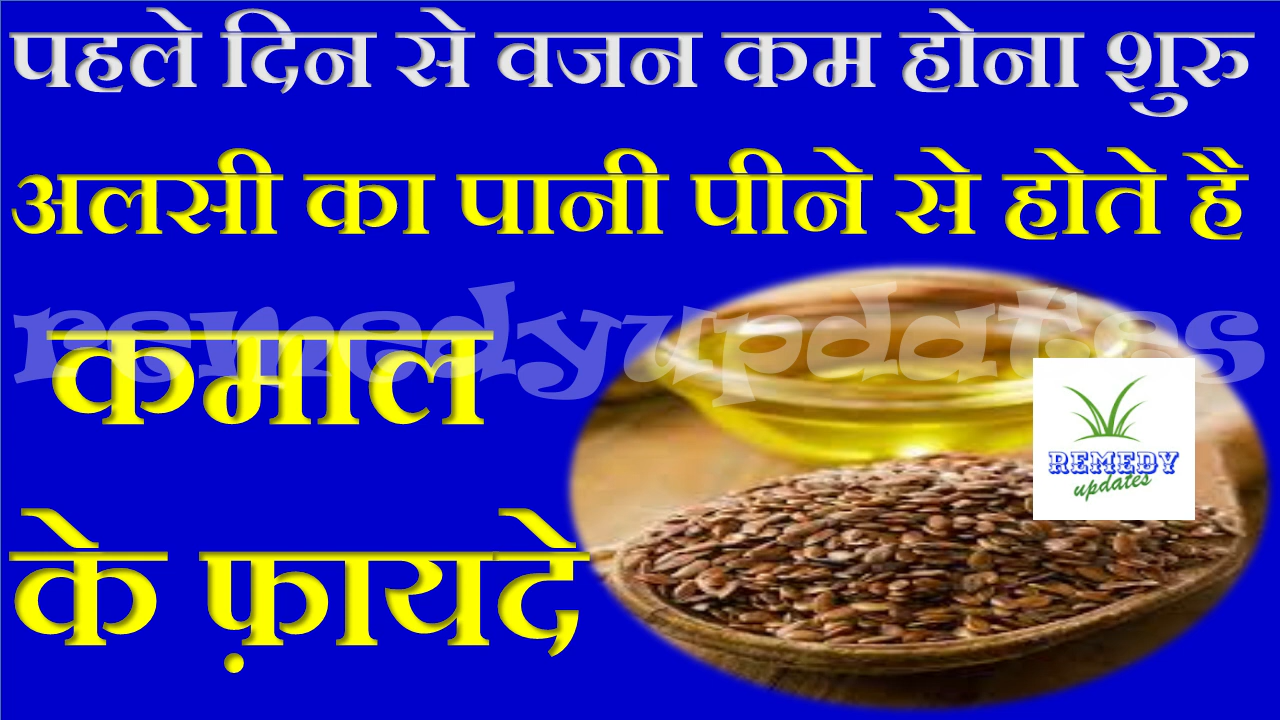 पहले दिन से वजन कम होना शुरु
अलसी का पानी पीने से होते है
remedyupdates
कमाल
REMEDY
updates
के फ़ायदे